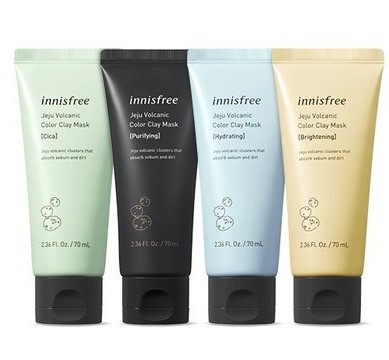 innisfree
Jeju Volcanic
Color Clay Mask
[Cica]
Jeju volcanic clusters that
absorb sebum and dirt
2.36 Fl. Oz. / 70 mL
innisfree
Jeju Volcanic
Color Clay Mask
[Purifying]
Jeju volcanic clusters that
absorb sebum and dirt
2.36 Fl. Oz. / 70 mL
innisfree
Jeju Volcanic
Color Clay Mask
[Hydrating]
Jeju volcanic clusters that
absorb sebum and dirt
2.36 Fl. Oz. / 70 mL
innisfree
Jeju Volcanic
Color Clay Mask
[Brightening]
Jeju volcanic clusters that
absorb sebum and dirt
2.36 Fl. Oz. / 70 mL